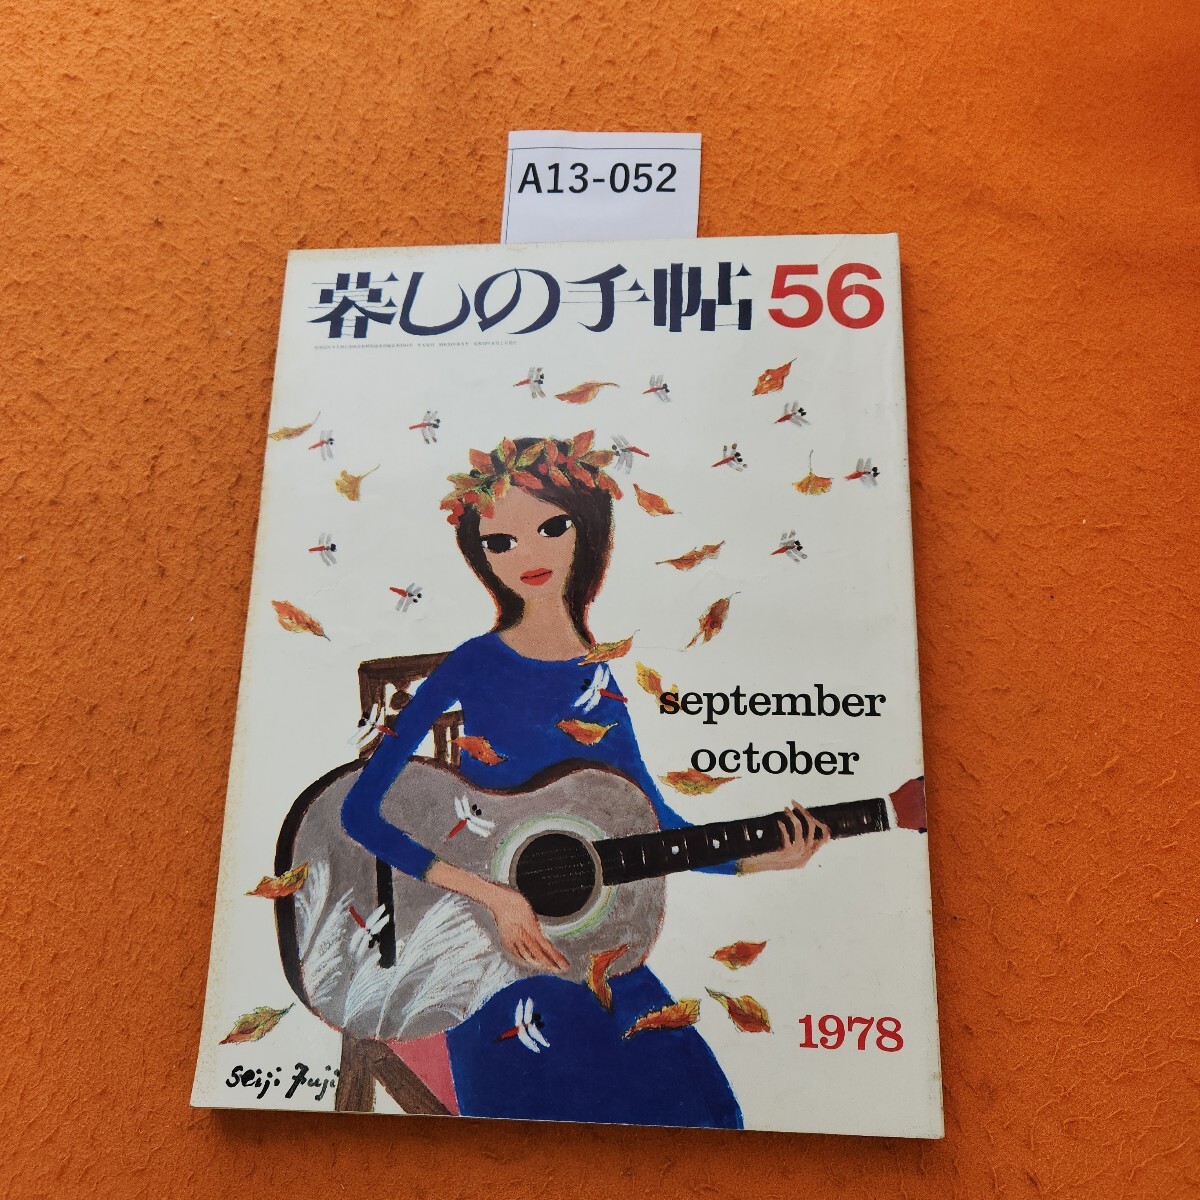 A13-052
暮しの手帖 56
september
october
1978
Seiji Fuji